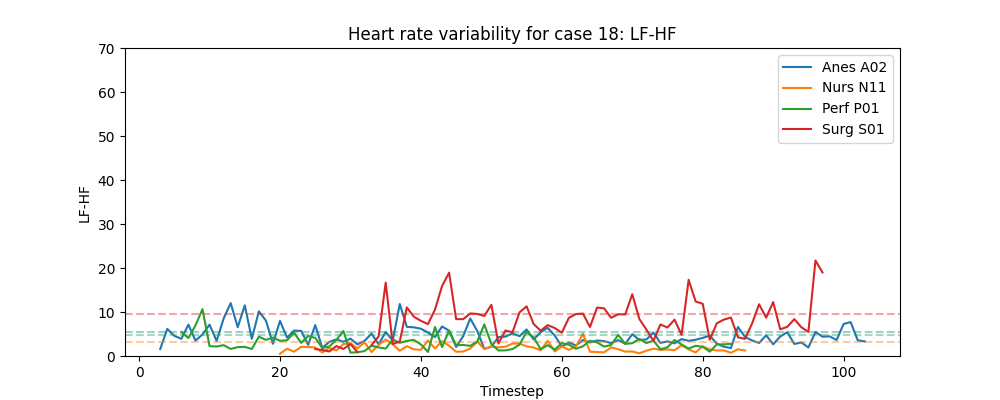 Heart rate variability for case 18: LF-HF
70
60
50
40
30
20
10
0
LF-HF
Anes A02
Nurs N11
Perf P01
Surg S01
0 20 40 60 80 100
Timestep